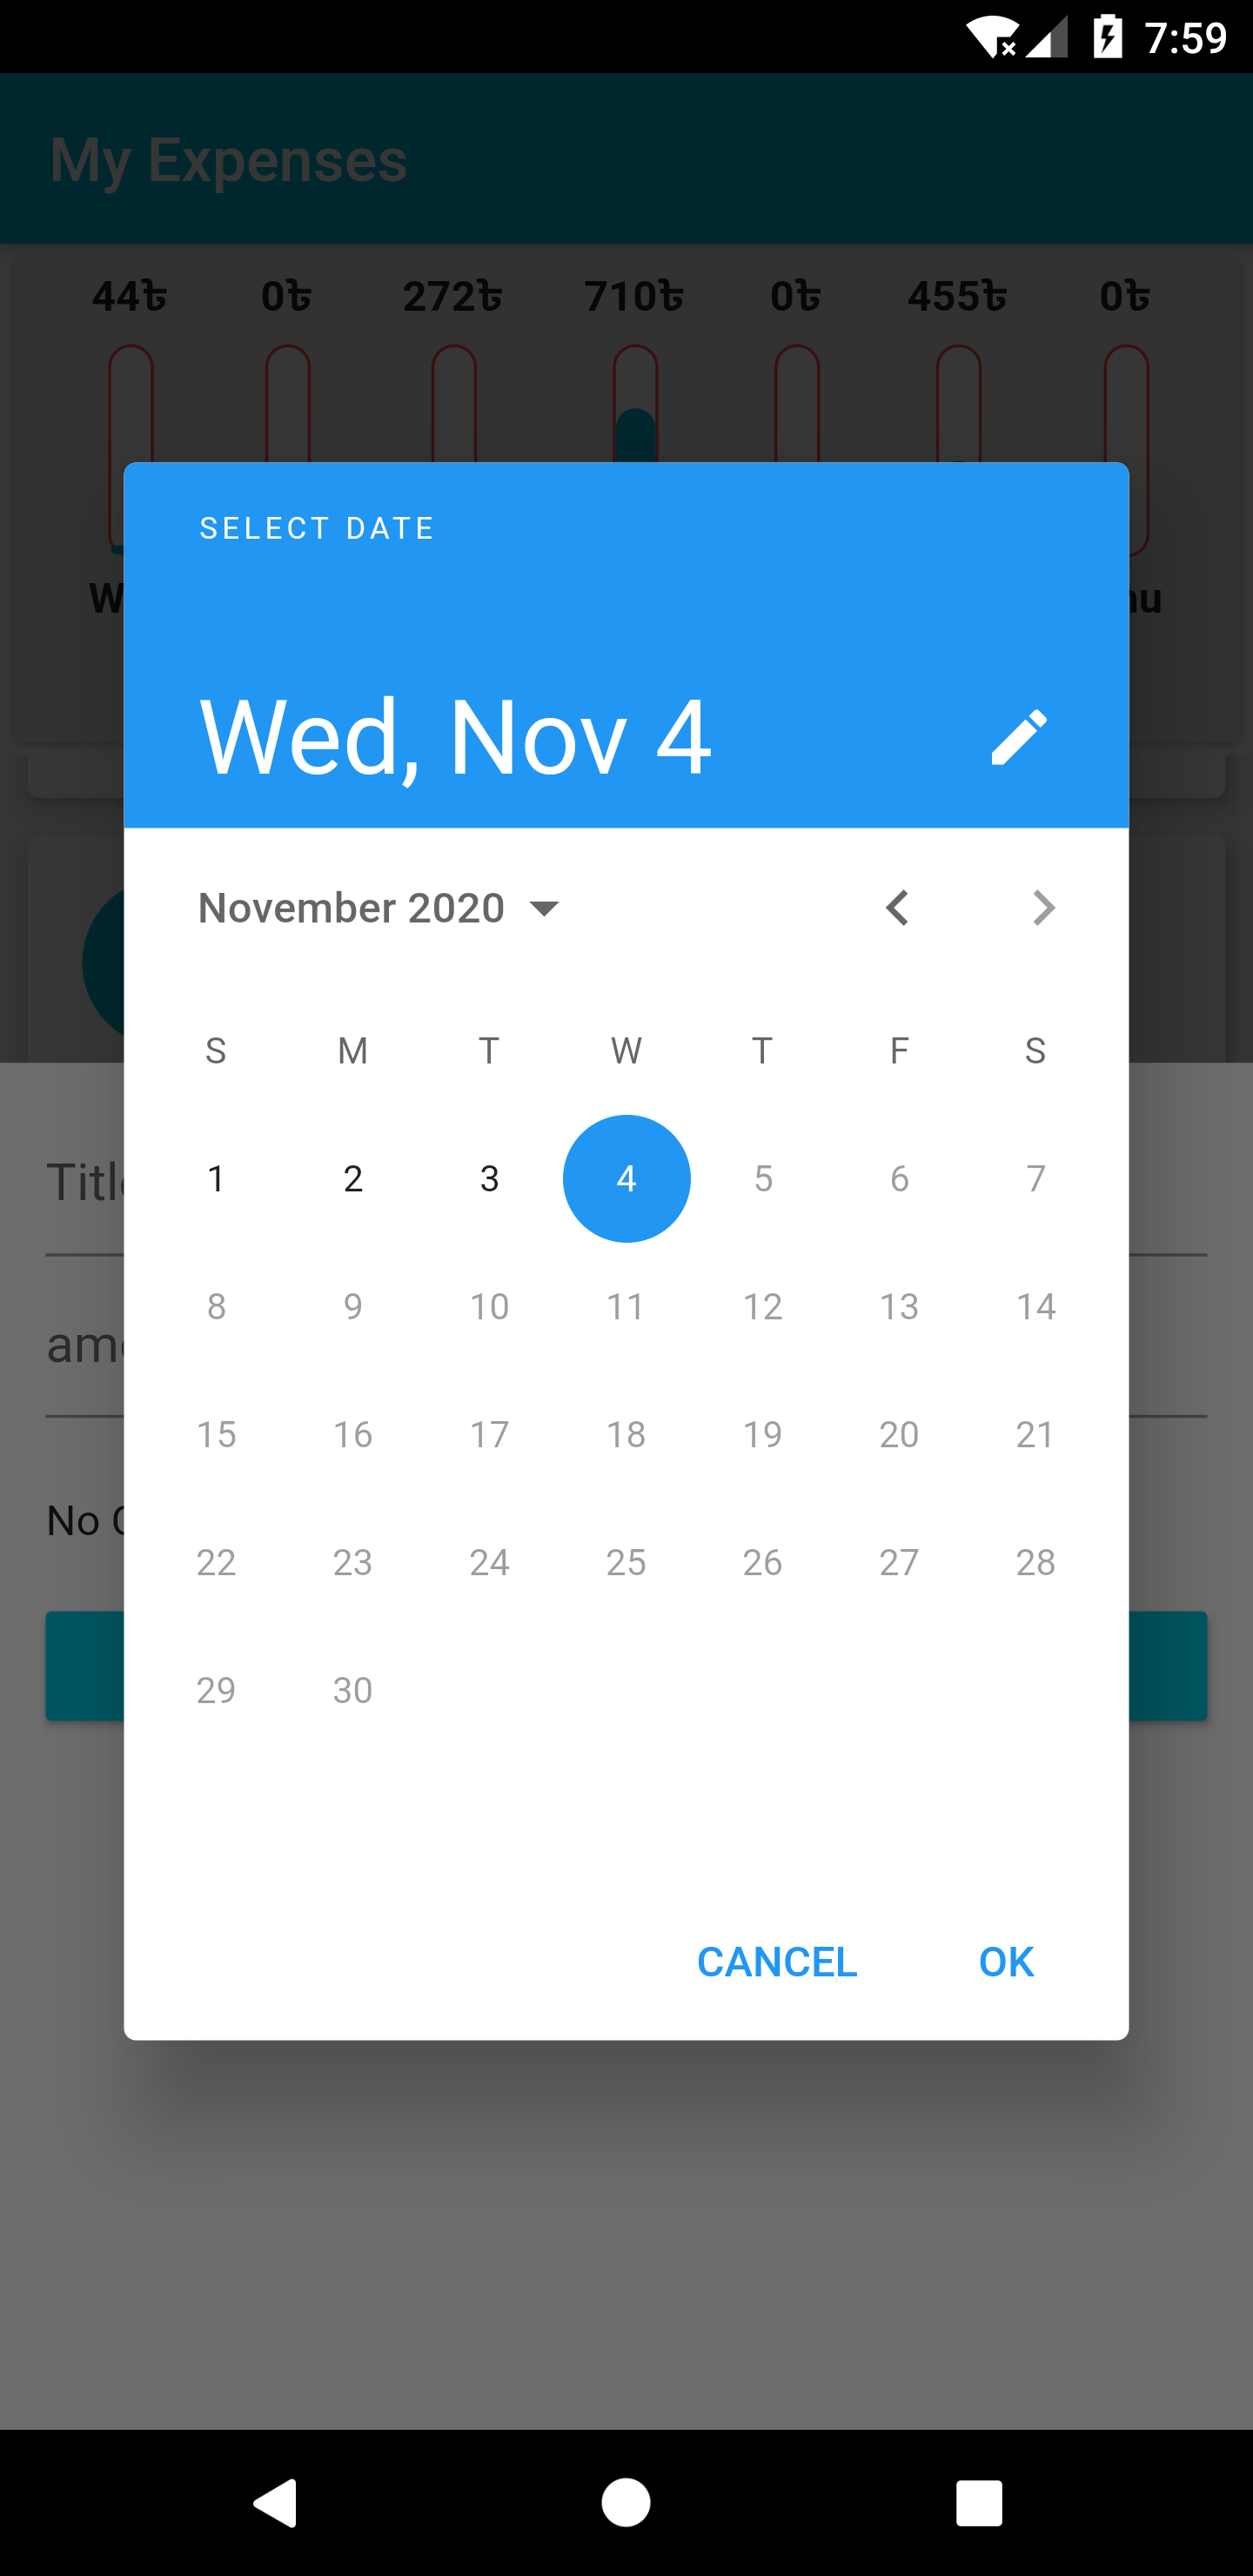 7:59
My Expenses
44৳ 0৳ 272৳ 710৳ 0৳ 455৳ 0৳
SELECT DATE
Wed, Nov 4
November 2020
S M T W T F S
1 2 3 4 5 6 7
8 9 10 11 12 13 14
15 16 17 18 19 20 21
22 23 24 25 26 27 28
29 30
No
CANCEL OK